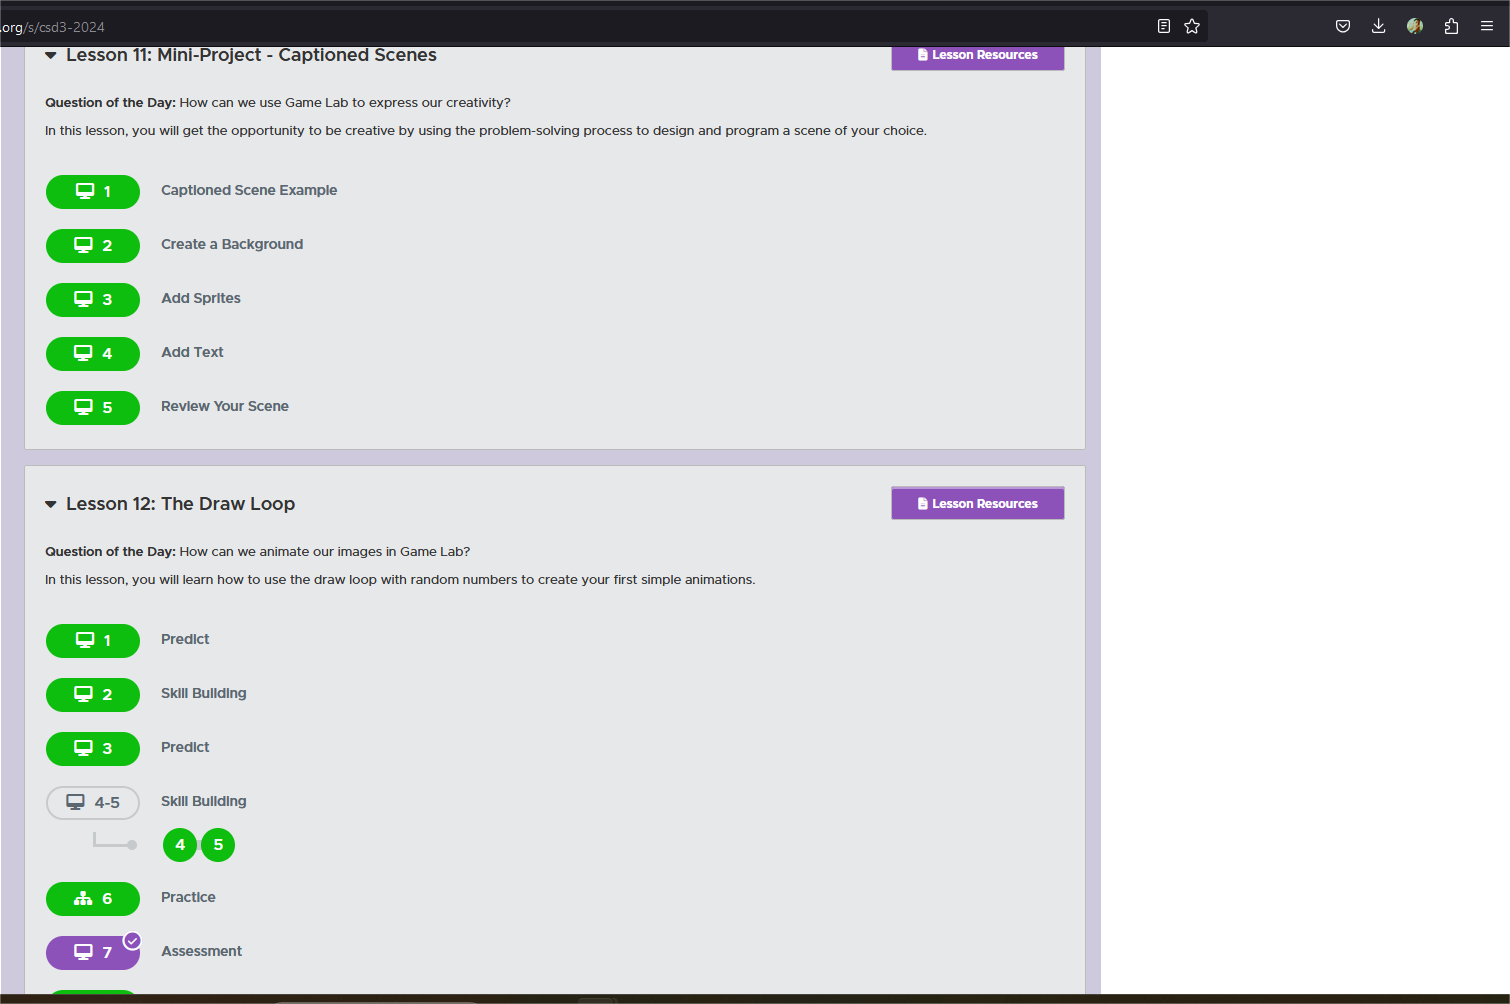 .org/s/csd3-2024
Lesson 11: Mini-Project - Captioned Scenes
Lesson Resources
Question of the Day: How can we use Game Lab to express our creativity?
In this lesson, you will get the opportunity to be creative by using the problem-solving process to design and program a scene of your choice.
1 Captioned Scene Example
2 Create a Background
3 Add Sprites
4 Add Text
5 Review Your Scene
Lesson 12: The Draw Loop
Lesson Resources
Question of the Day: How can we animate our images in Game Lab?
In this lesson, you will learn how to use the draw loop with random numbers to create your first simple animations.
1 Predict
2 Skill Building
3 Predict
4-5 Skill Building
4 5
6 Practice
7 Assessment